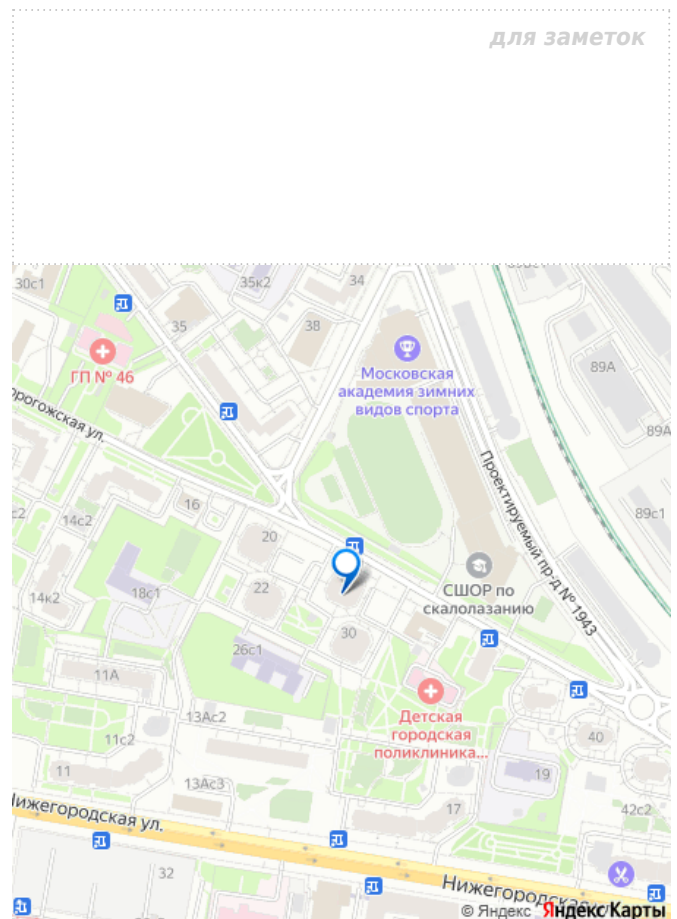 для заметок
30с1
35к2
34
89А
35
38
ГП № 46
Московская
академия зимних
видов спорта
89А
орогожская ул.
Проектируемый пр-д № 1943
с2
14с2
16
20
89с1
14к2
18с1
22
СШОР по
скалолазанию
30
26с1
11А
13Ас2
Детская
городская
поликлиника...
11с2
40
11
13Ас3
19
17
42с2
Нижегородская ул.
32
Нижегородская ул.
© Яндекс Яндекс Карты